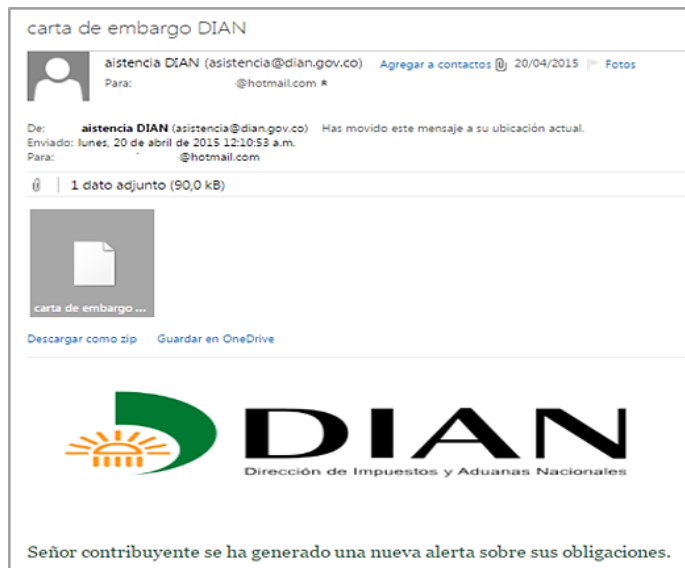 carta de embargo DIAN
aistencia DIAN (asistencia@dian.gov.co) Agregar a contactos 20/04/2015 Fotos
Para: @hotmail.com
De: aistencia DIAN (asistencia@dian.gov.co) Has movido este mensaje a su ubicación actual.
Enviado: lunes, 20 de abril de 2015 12:10:53 a.m.
Para: @hotmail.com
1 dato adjunto (90,0 kB)
carta de embargo ...
Descargar como zip Guardar en OneDrive
DIAN
Dirección de Impuestos y Aduanas Nacionales
Señor contribuyente se ha generado una nueva alerta sobre sus obligaciones.